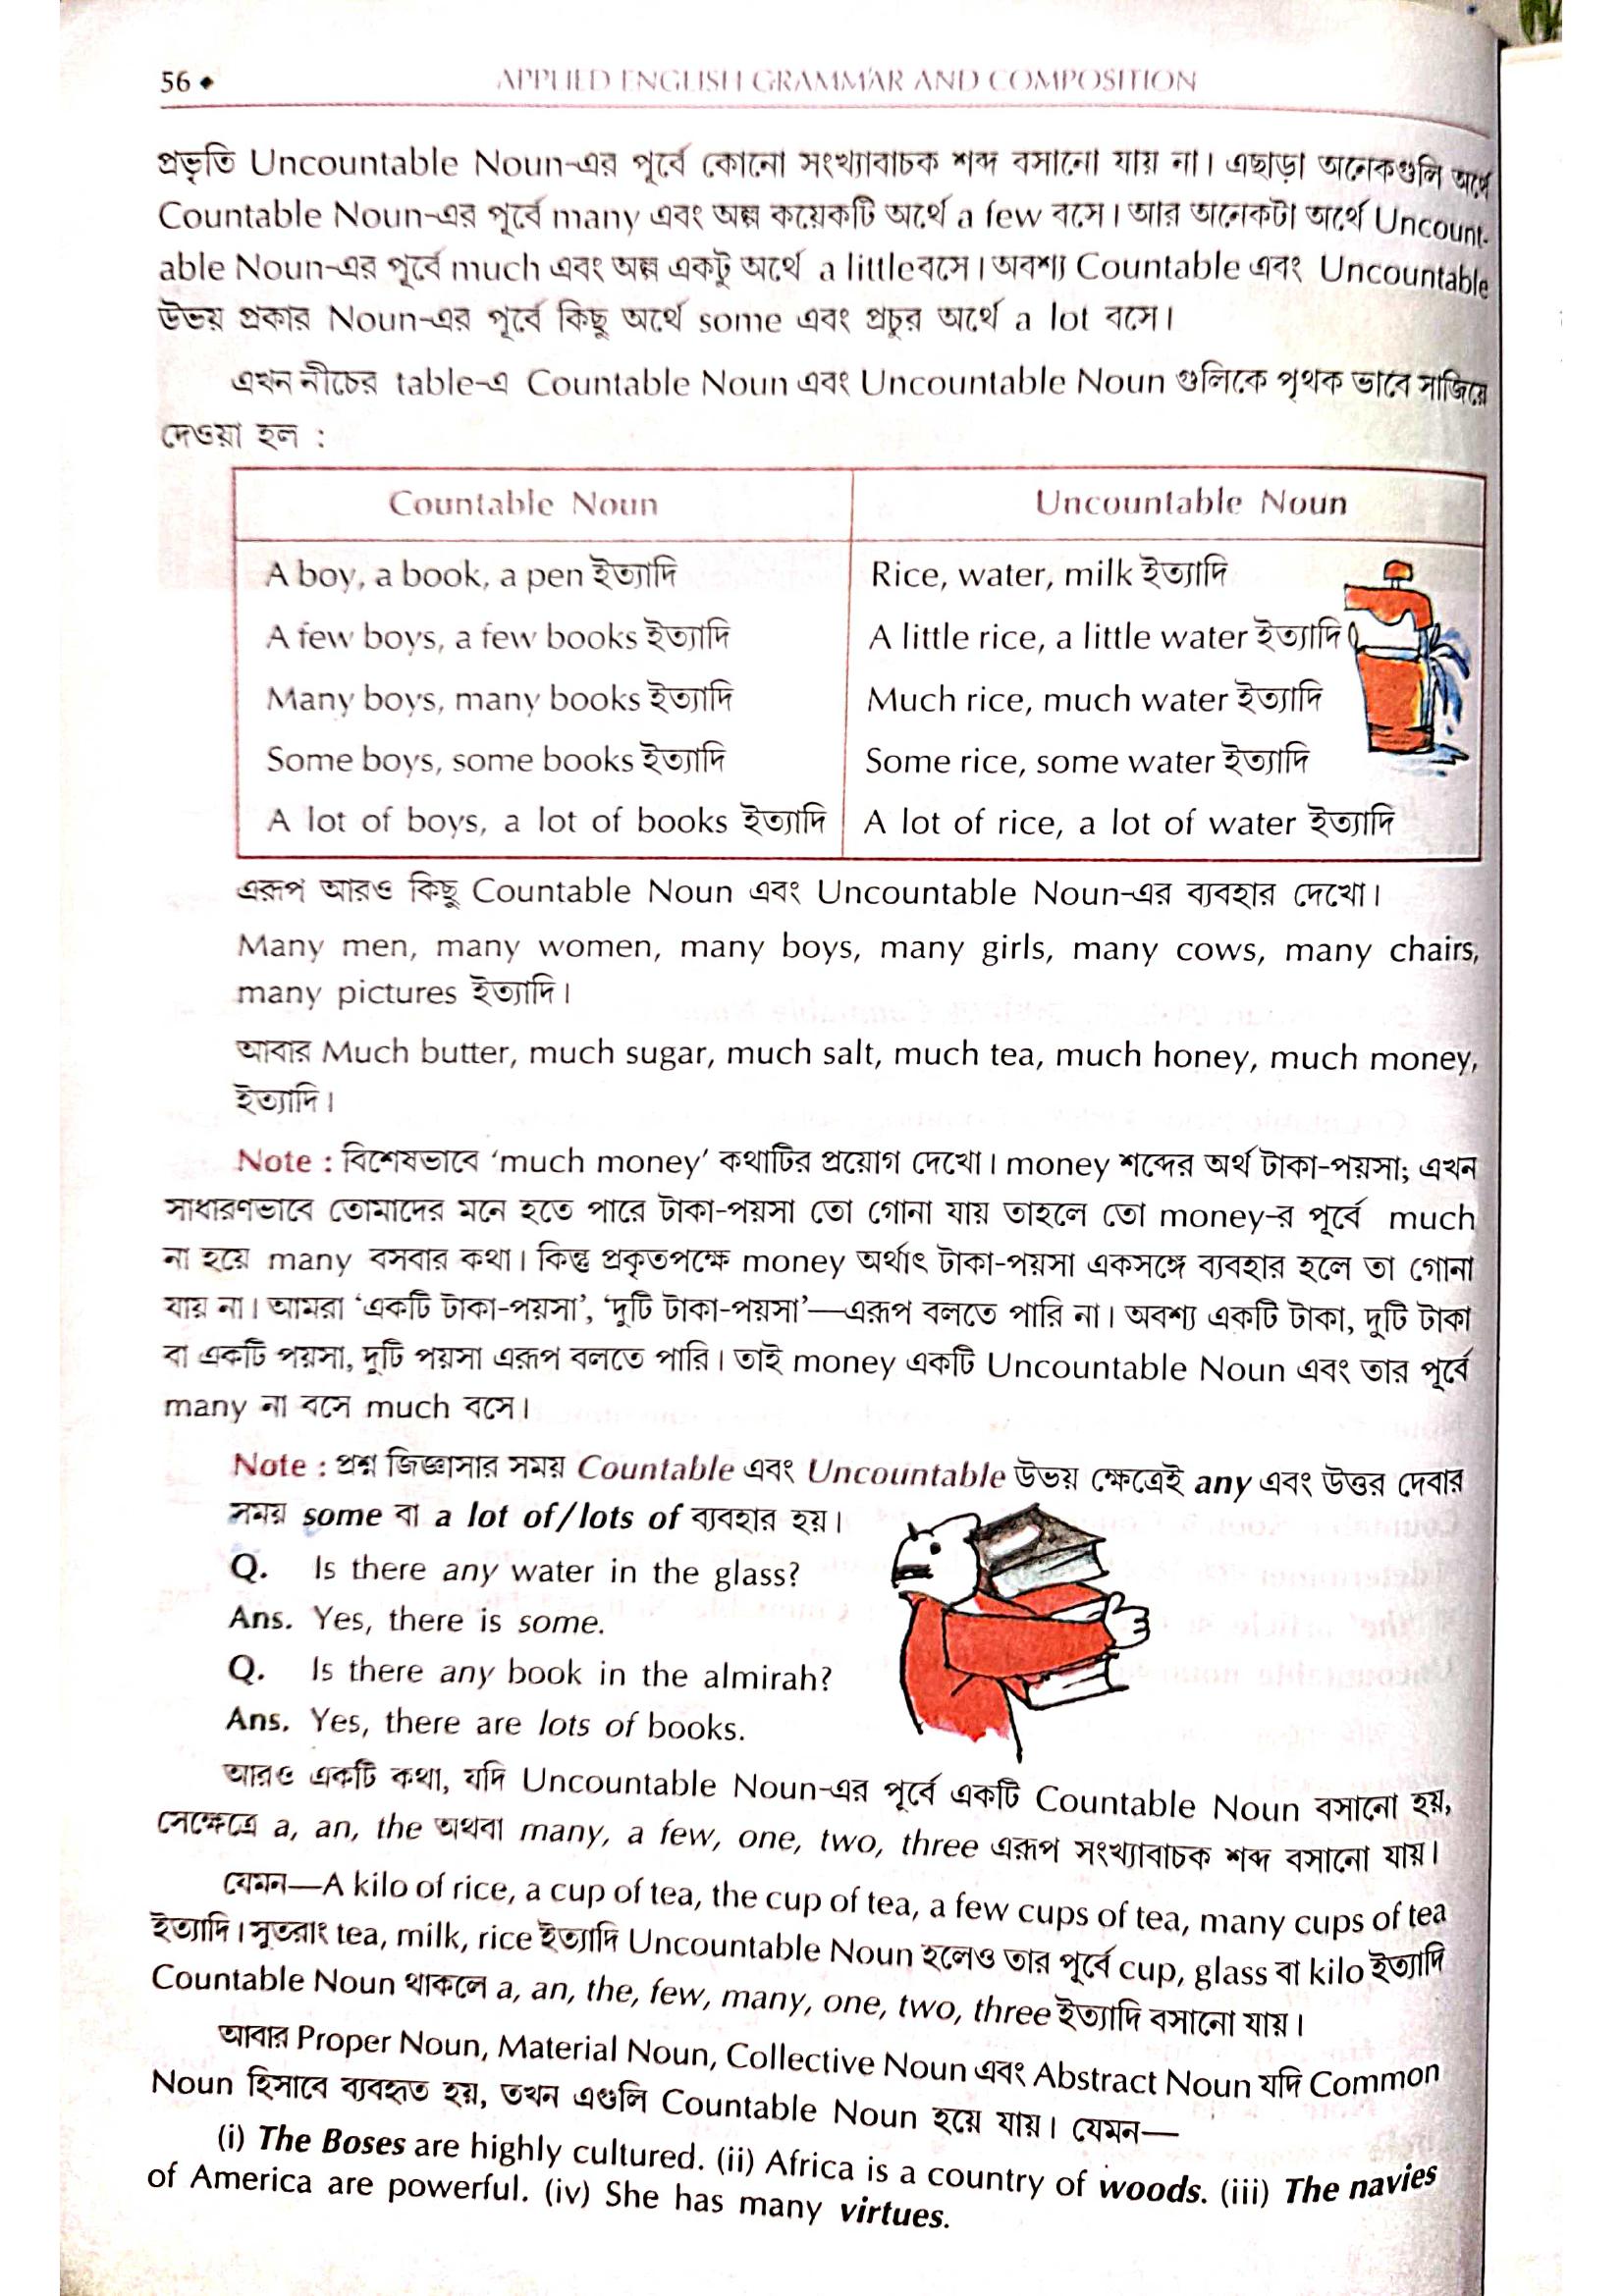 56 ◆ APPLIED ENGLISH GRAMMAR AND COMPOSITION
প্রভৃতি Uncountable Noun-এর পূর্বে কোনো সংখ্যাবাচক শব্দ বসানো যায় না। এছাড়া অনেকগুলি অর্থে
Countable Noun-এর পূর্বে many এবং অল্প কয়েকটি অর্থে a few বসে। আর অনেকটা অর্থে Uncount-
able Noun-এর পূর্বে much এবং অল্প একটু অর্থে a little বসে। অবশ্য Countable এবং Uncountable
উভয় প্রকার Noun-এর পূর্বে কিছু অর্থে some এবং প্রচুর অর্থে a lot বসে।
এখন নীচের table-এ Countable Noun এবং Uncountable Noun গুলিকে পৃথক ভাবে সাজিয়ে
দেওয়া হল :
Countable Noun Uncountable Noun
A boy, a book, a pen ইত্যাদি Rice, water, milk ইত্যাদি
A few boys, a few books ইত্যাদি A little rice, a little water ইত্যাদি
Many boys, many books ইত্যাদি Much rice, much water ইত্যাদি
Some boys, some books ইত্যাদি Some rice, some water ইত্যাদি
A lot of boys, a lot of books ইত্যাদি A lot of rice, a lot of water ইত্যাদি
এরূপ আরও কিছু Countable Noun এবং Uncountable Noun-এর ব্যবহার দেখো।
Many men, many women, many boys, many girls, many cows, many chairs,
many pictures ইত্যাদি।
আবার Much butter, much sugar, much salt, much tea, much honey, much money,
ইত্যাদি।
Note : বিশেষভাবে ‘much money’ কথাটির প্রয়োগ দেখো। money শব্দের অর্থ টাকা-পয়সা; এখন
সাধারণভাবে তোমাদের মনে হতে পারে টাকা-পয়সা তো গোনা যায় তাহলে তো money-র পূর্বে much
না হয়ে many বসবার কথা। কিন্তু প্রকৃতপক্ষে money অর্থাৎ টাকা-পয়সা একসঙ্গে ব্যবহার হলে তা গোনা
যায় না। আমরা ‘একটি টাকা-পয়সা’, ‘দুটি টাকা-পয়সা’—এরূপ বলতে পারি না। অবশ্য একটি টাকা, দুটি টাকা
বা একটি পয়সা, দুটি পয়সা এরূপ বলতে পারি। তাই money একটি Uncountable Noun এবং তার পূর্বে
many না বসে much বসে।
Note : প্রশ্ন জিজ্ঞাসার সময় Countable এবং Uncountable উভয় ক্ষেত্রেই any এবং উত্তর দেবার
সময় some বা a lot of/lots of ব্যবহার হয়।
Q. Is there any water in the glass?
Ans. Yes, there is some.
Q. Is there any book in the almirah?
Ans. Yes, there are lots of books.
আরও একটি কথা, যদি Uncountable Noun-এর পূর্বে একটি Countable Noun বসানো হয়,
সেক্ষেত্রে a, an, the অথবা many, a few, one, two, three এরূপ সংখ্যাবাচক শব্দ বসানো যায়।
যেমন—A kilo of rice, a cup of tea, the cup of tea, a few cups of tea, many cups of tea
ইত্যাদি। সুতরাং tea, milk, rice ইত্যাদি Uncountable Noun হলেও তার পূর্বে cup, glass বা kilo ইত্যাদি
Countable Noun থাকলে a, an, the, few, many, one, two, three ইত্যাদি বসানো যায়।
আবার Proper Noun, Material Noun, Collective Noun এবং Abstract Noun যদি Common
Noun হিসাবে ব্যবহৃত হয়, তখন এগুলি Countable Noun হয়ে যায়। যেমন—
(i) The Boses are highly cultured. (ii) Africa is a country of woods. (iii) The navies
of America are powerful. (iv) She has many virtues.